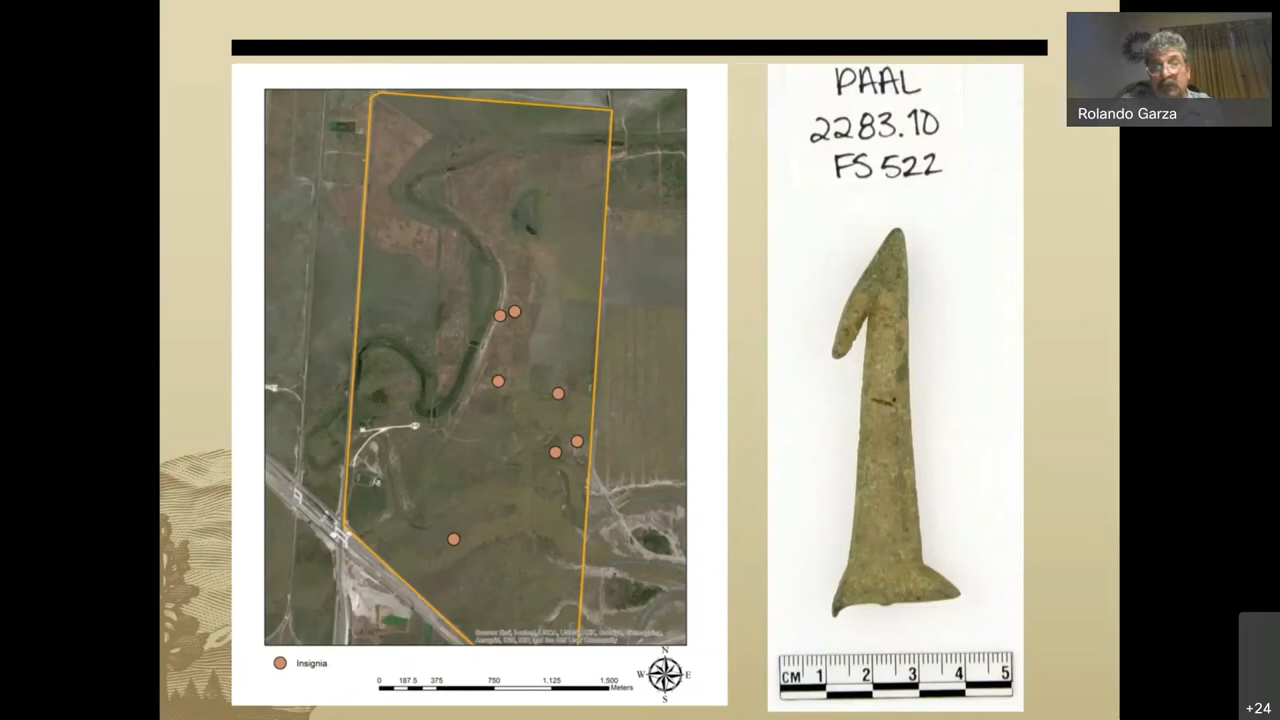 PAAL
2283.10
FS 522
Rolando Garza
Insignia
0 187.5 375 750 1,125 1,500
Meters
N
W E
S
CM 1 2 3 4 5
+24